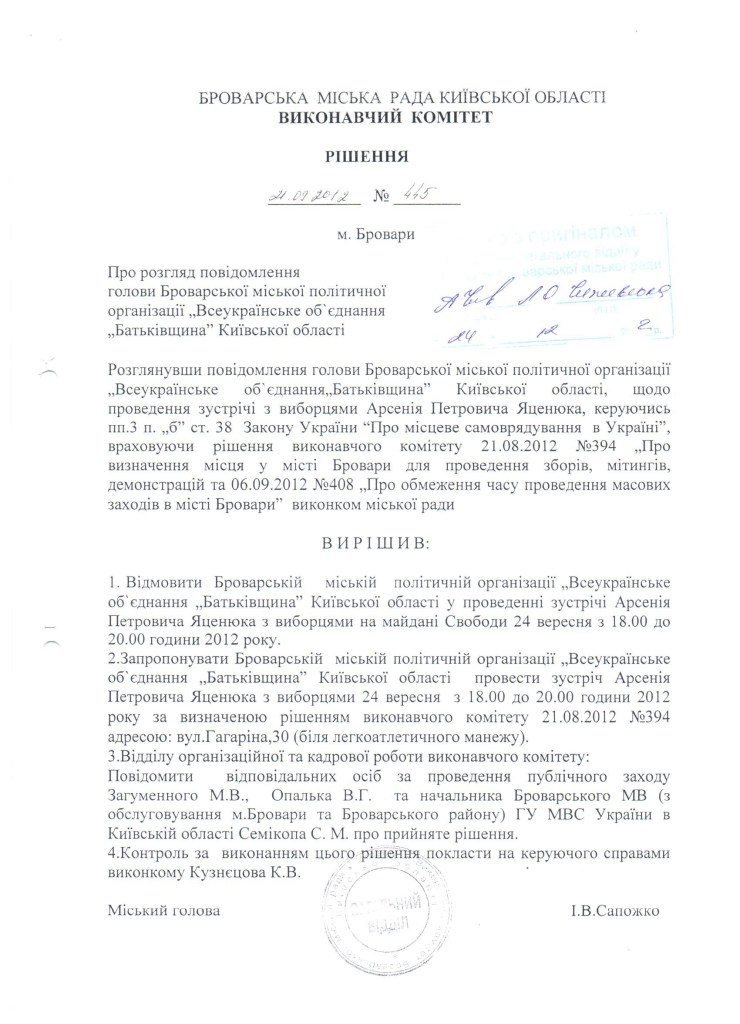 БРОВАРСЬКА МІСЬКА РАДА КИЇВСЬКОЇ ОБЛАСТІ
ВИКОНАВЧИЙ КОМІТЕТ
РІШЕННЯ
21.09.2012 № 445
м. Бровари
оригіналом
ального відділу
оварської міської ради
24 12
Про розгляд повідомлення
голови Броварської міської політичної
організації „Всеукраїнське об`єднання
„Батьківщина” Київської області
Розглянувши повідомлення голови Броварської міської політичної організації
„Всеукраїнське об`єднання„Батьківщина” Київської області, щодо
проведення зустрічі з виборцями Арсенія Петровича Яценюка, керуючись
пп.3 п. „б” ст. 38 Закону України “Про місцеве самоврядування в Україні”,
враховуючи рішення виконавчого комітету 21.08.2012 №394 „Про
визначення місця у місті Бровари для проведення зборів, мітингів,
демонстрацій та 06.09.2012 №408 „Про обмеження часу проведення масових
заходів в місті Бровари” виконком міської ради
В И Р І Ш И В:
1. Відмовити Броварській міській політичній організації „Всеукраїнське
об`єднання „Батьківщина” Київської області у проведенні зустрічі Арсенія
Петровича Яценюка з виборцями на майдані Свободи 24 вересня з 18.00 до
20.00 години 2012 року.
2.Запропонувати Броварській міській політичній організації „Всеукраїнське
об`єднання „Батьківщина” Київської області провести зустріч Арсенія
Петровича Яценюка з виборцями 24 вересня з 18.00 до 20.00 години 2012
року за визначеною рішенням виконавчого комітету 21.08.2012 №394
адресою: вул.Гагаріна,30 (біля легкоатлетичного манежу).
3.Відділу організаційної та кадрової роботи виконавчого комітету:
Повідомити відповідальних осіб за проведення публічного заходу
Загуменного М.В., Опалька В.Г. та начальника Броварського МВ (з
обслуговування м.Бровари та Броварського району) ГУ МВС України в
Київській області Семікопа С. М. про прийняте рішення.
4.Контроль за виконанням цього рішення покласти на керуючого справами
виконкому Кузнєцова К.В.
Міський голова І.В.Сапожко
ЗАГАЛЬНИЙ
ВІДДІЛ